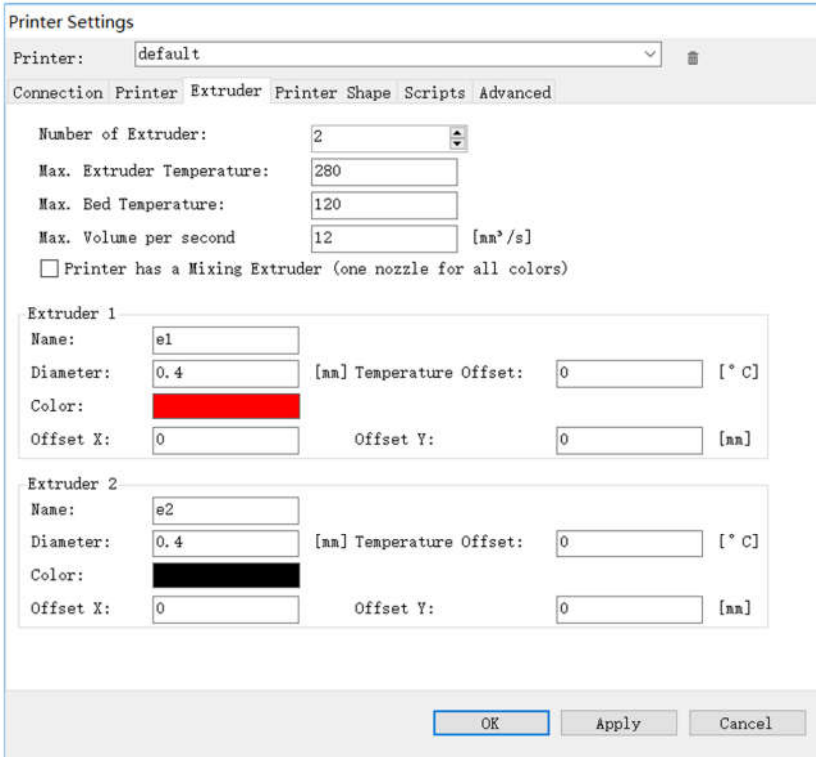 Printer Settings
Printer: default
Connection Printer Extruder Printer Shape Scripts Advanced
Number of Extruder: 2
Max. Extruder Temperature: 280
Max. Bed Temperature: 120
Max. Volume per second 12 [mm³/s]
Printer has a Mixing Extruder (one nozzle for all colors)
Extruder 1
Name: e1
Diameter: 0.4 [mm] Temperature Offset: 0 [°C]
Color:
Offset X: 0 Offset Y: 0 [mm]
Extruder 2
Name: e2
Diameter: 0.4 [mm] Temperature Offset: 0 [°C]
Color:
Offset X: 0 Offset Y: 0 [mm]
OK Apply Cancel